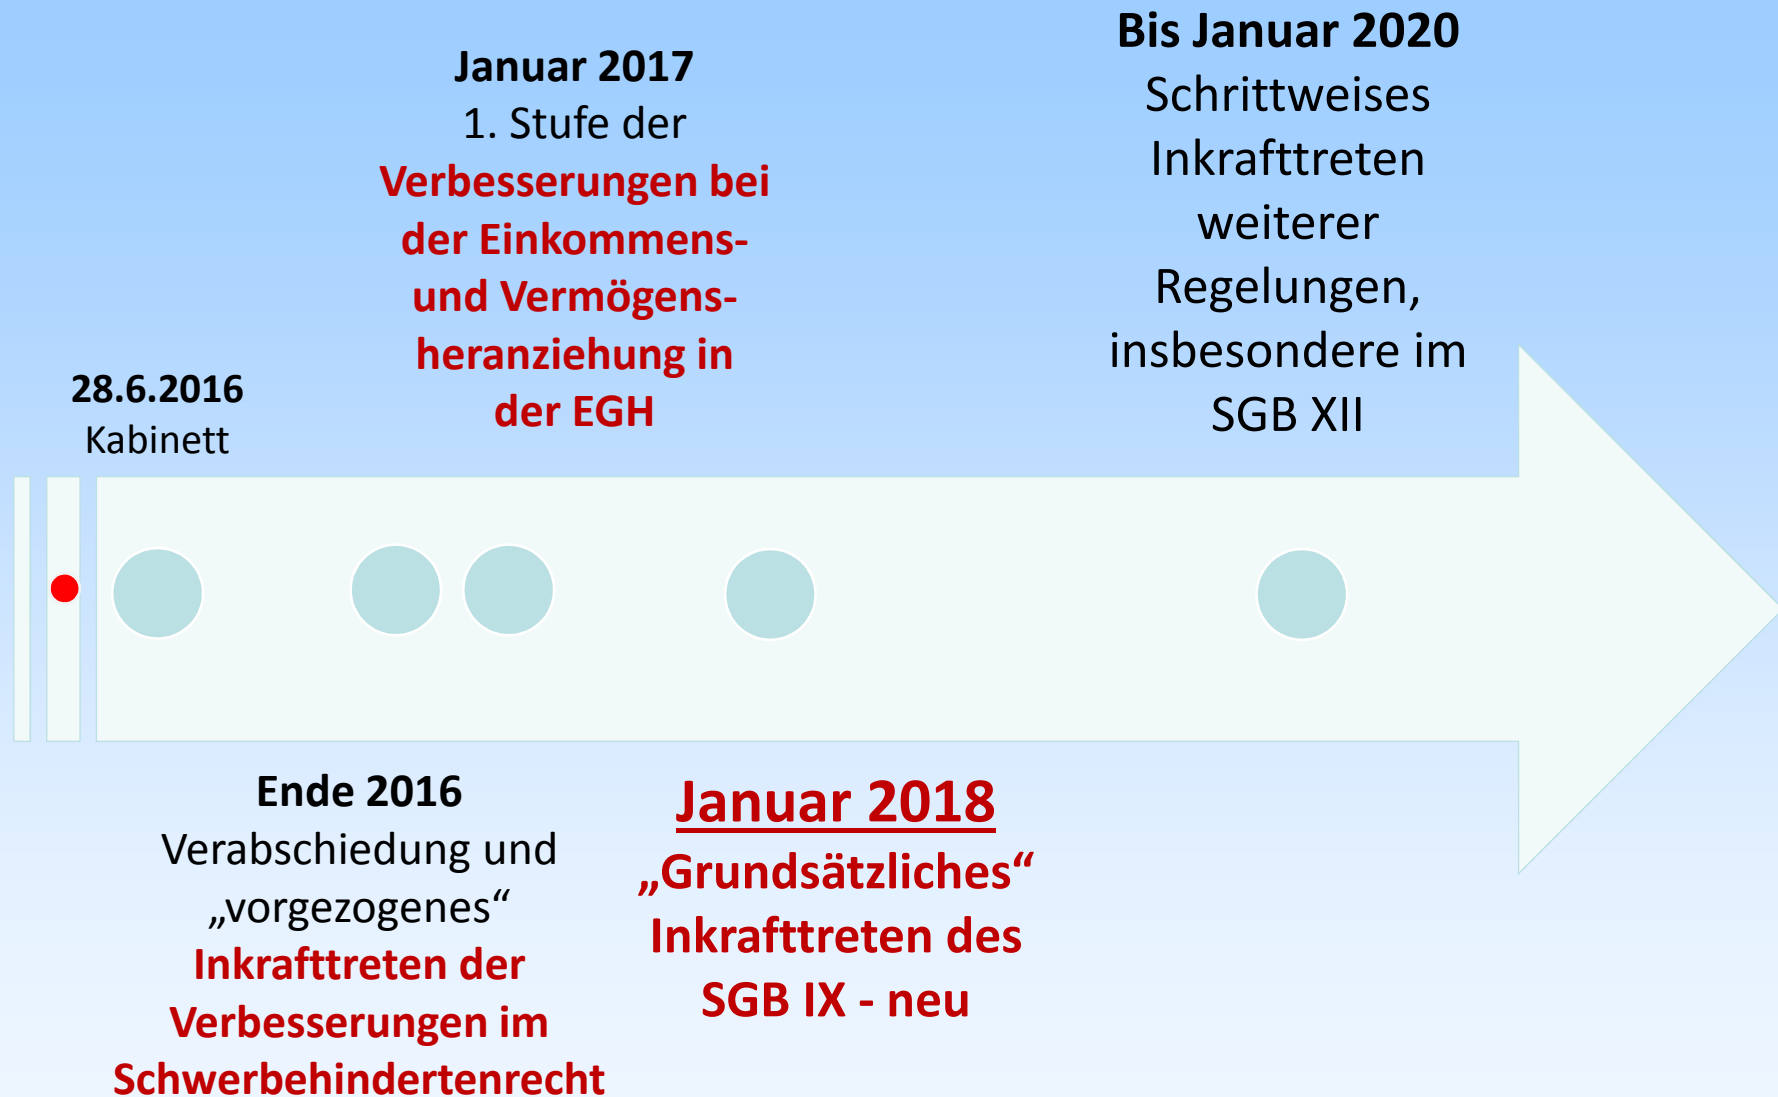 28.6.2016
Kabinett
Januar 2017
1. Stufe der
Verbesserungen bei
der Einkommens-
und Vermögens-
heranziehung in
der EGH
Bis Januar 2020
Schrittweises
Inkrafttreten
weiterer
Regelungen,
insbesondere im
SGB XII
Ende 2016
Verabschiedung und
„vorgezogenes“
Inkrafttreten der
Verbesserungen im
Schwerbehindertenrecht
Januar 2018
„Grundsätzliches“
Inkrafttreten des
SGB IX - neu